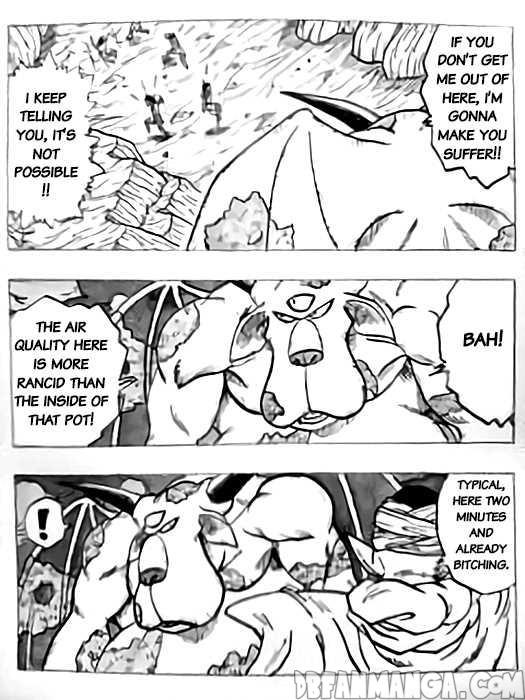 IF YOU
DON'T GET
ME OUT OF
HERE, I'M
GONNA
MAKE YOU
SUFFER!!
I KEEP
TELLING
YOU, IT'S
NOT
POSSIBLE
!!
BAH!
THE AIR
QUALITY HERE
IS MORE
RANCID THAN
THE INSIDE OF
THAT POT!
TYPICAL,
HERE TWO
MINUTES
AND
ALREADY
BITCHING.
!
DBFANMANGA.COM